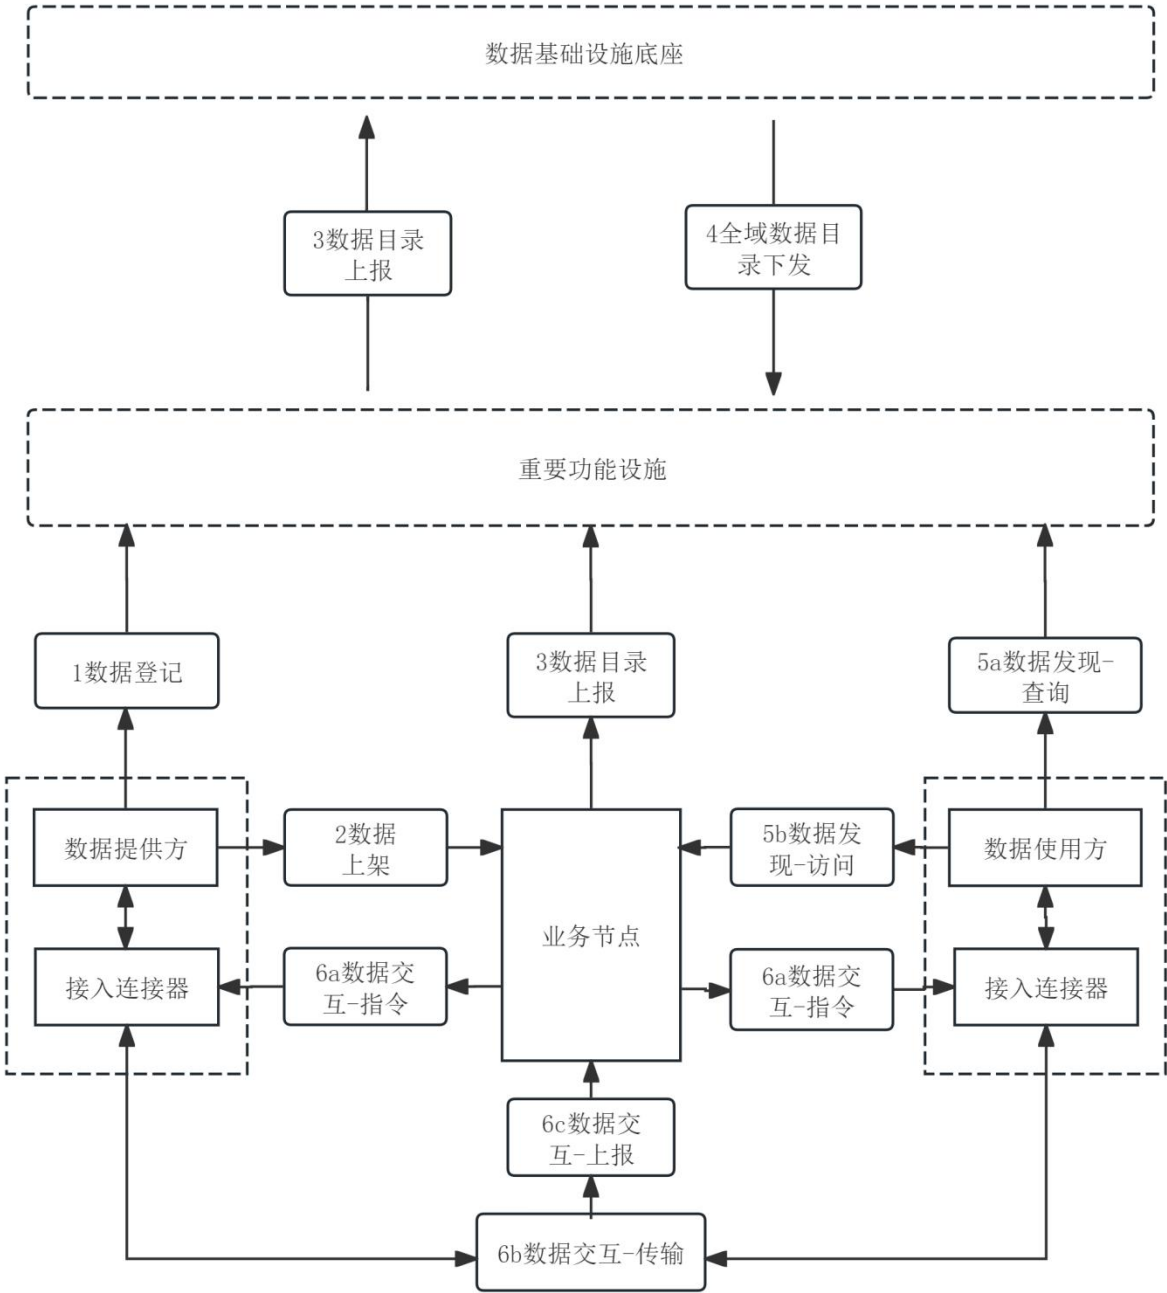 数据基础设施底座
3数据目录
上报
4全域数据目
录下发
重要功能设施
1数据登记
3数据目录
上报
5a数据发现-
查询
数据提供方
2数据
上架
5b数据发
现-访问
数据使用方
业务节点
接入连接器
6a数据交
互-指令
6a数据交
互-指令
接入连接器
6c数据交
互-上报
6b数据交互-传输